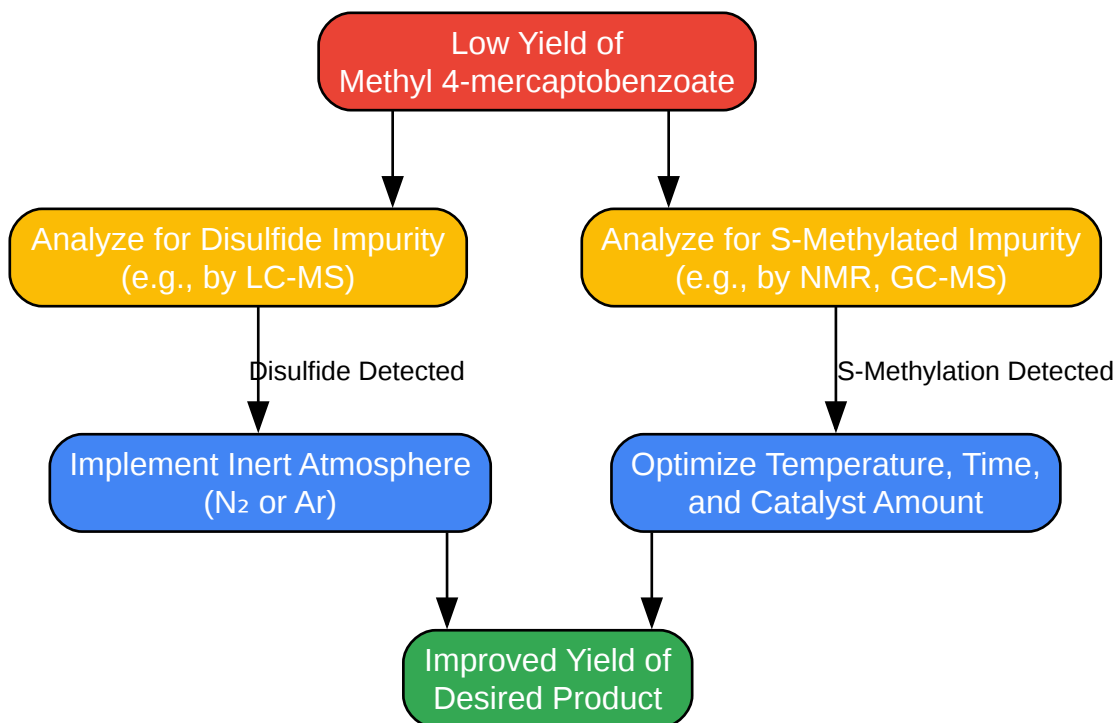 Low Yield of
Methyl 4-mercaptobenzoate
Analyze for Disulfide Impurity
(e.g., by LC-MS)
Analyze for S-Methylated Impurity
(e.g., by NMR, GC-MS)
Disulfide Detected
S-Methylation Detected
Implement Inert Atmosphere
(N₂ or Ar)
Optimize Temperature, Time,
and Catalyst Amount
Improved Yield of
Desired Product